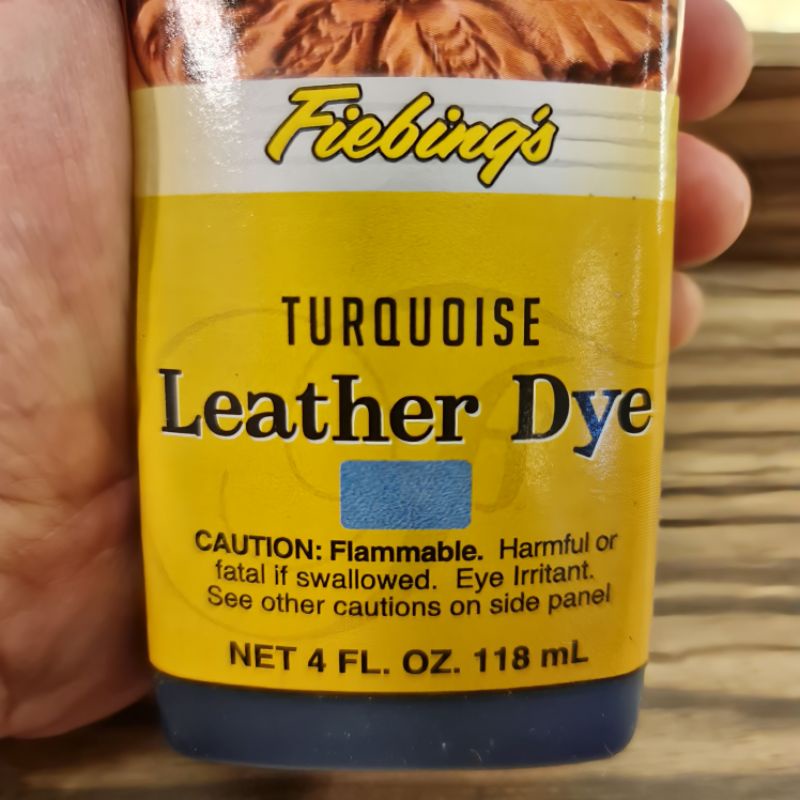 Fiebing's
TURQUOISE
Leather Dye
CAUTION: Flammable. Harmful or
fatal if swallowed. Eye Irritant.
See other cautions on side panel
NET 4 FL. OZ. 118 mL